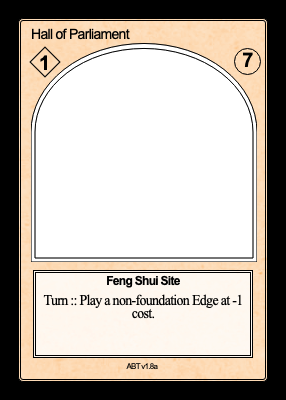 Hall of Parliament
1
7
Feng Shui Site
Turn :: Play a non-foundation Edge at -1
cost.
ABT v1.8a